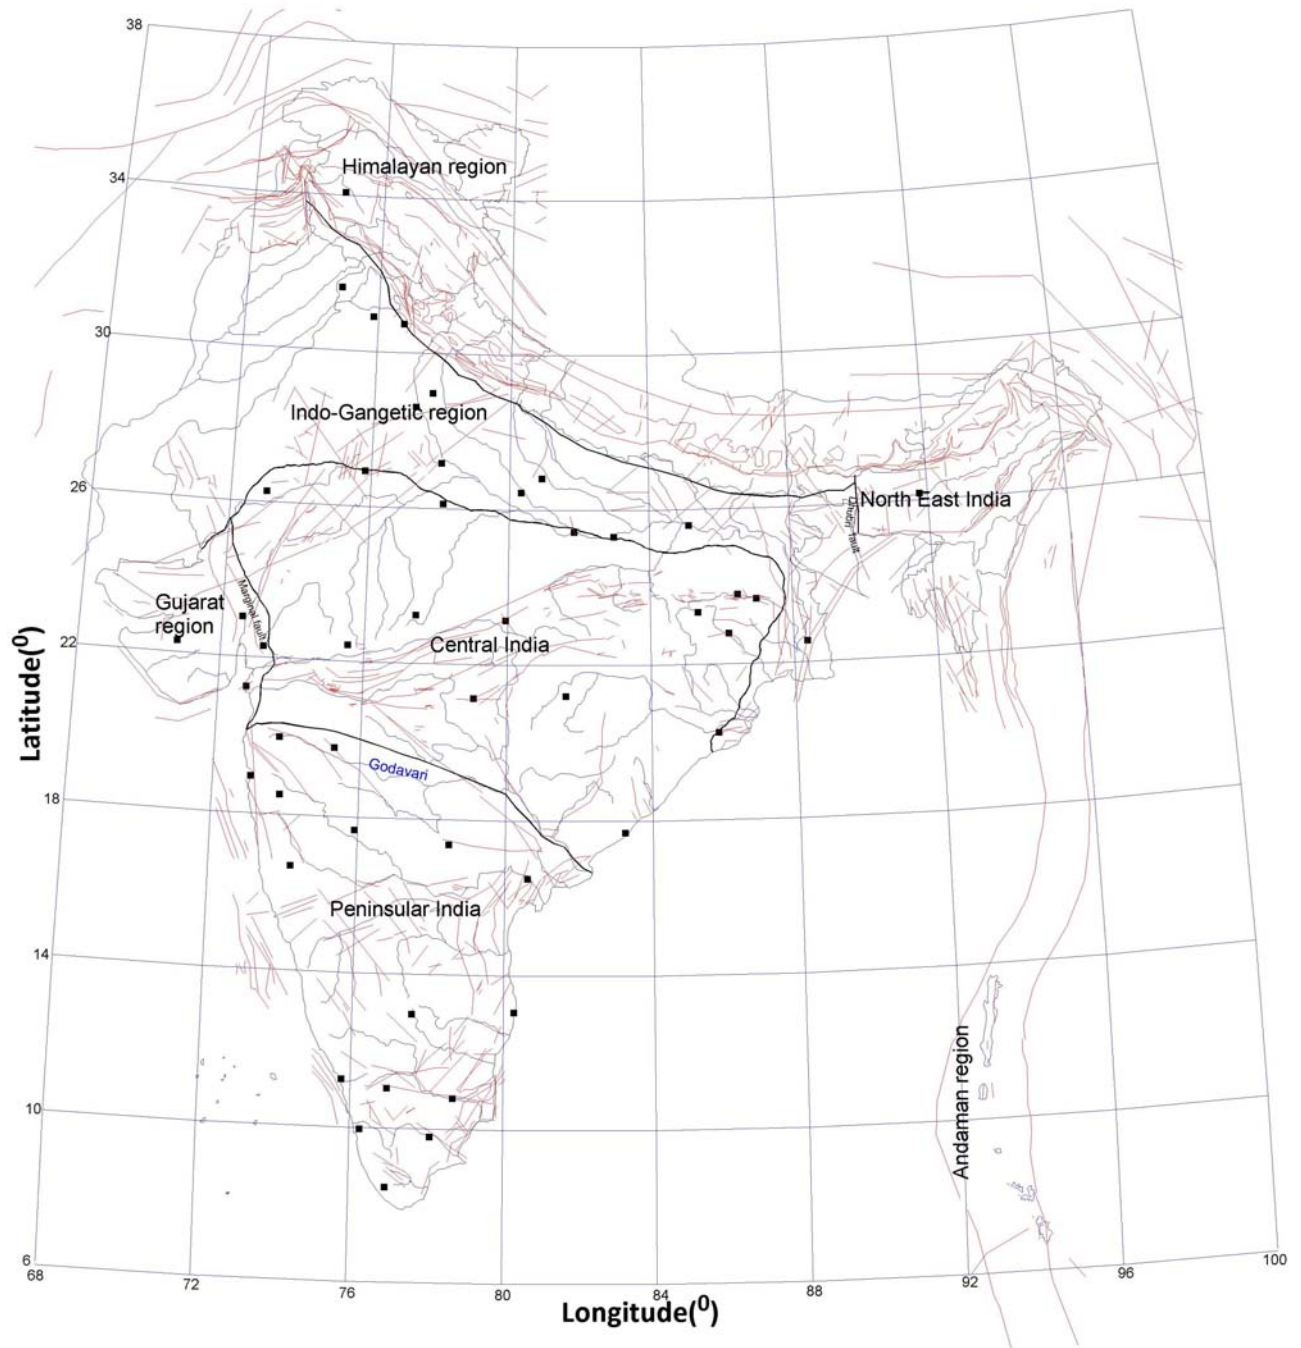 38
Himalayan region
34
30
Indo-Gangetic region
26
North East India
Dhubri fault
Marginal fault
Gujarat
region
Central India
22
Latitude(⁰)
Godavari
18
Peninsular India
14
Andaman region
10
6
68
72
76
80
84
88
92
96
100
Longitude(⁰)